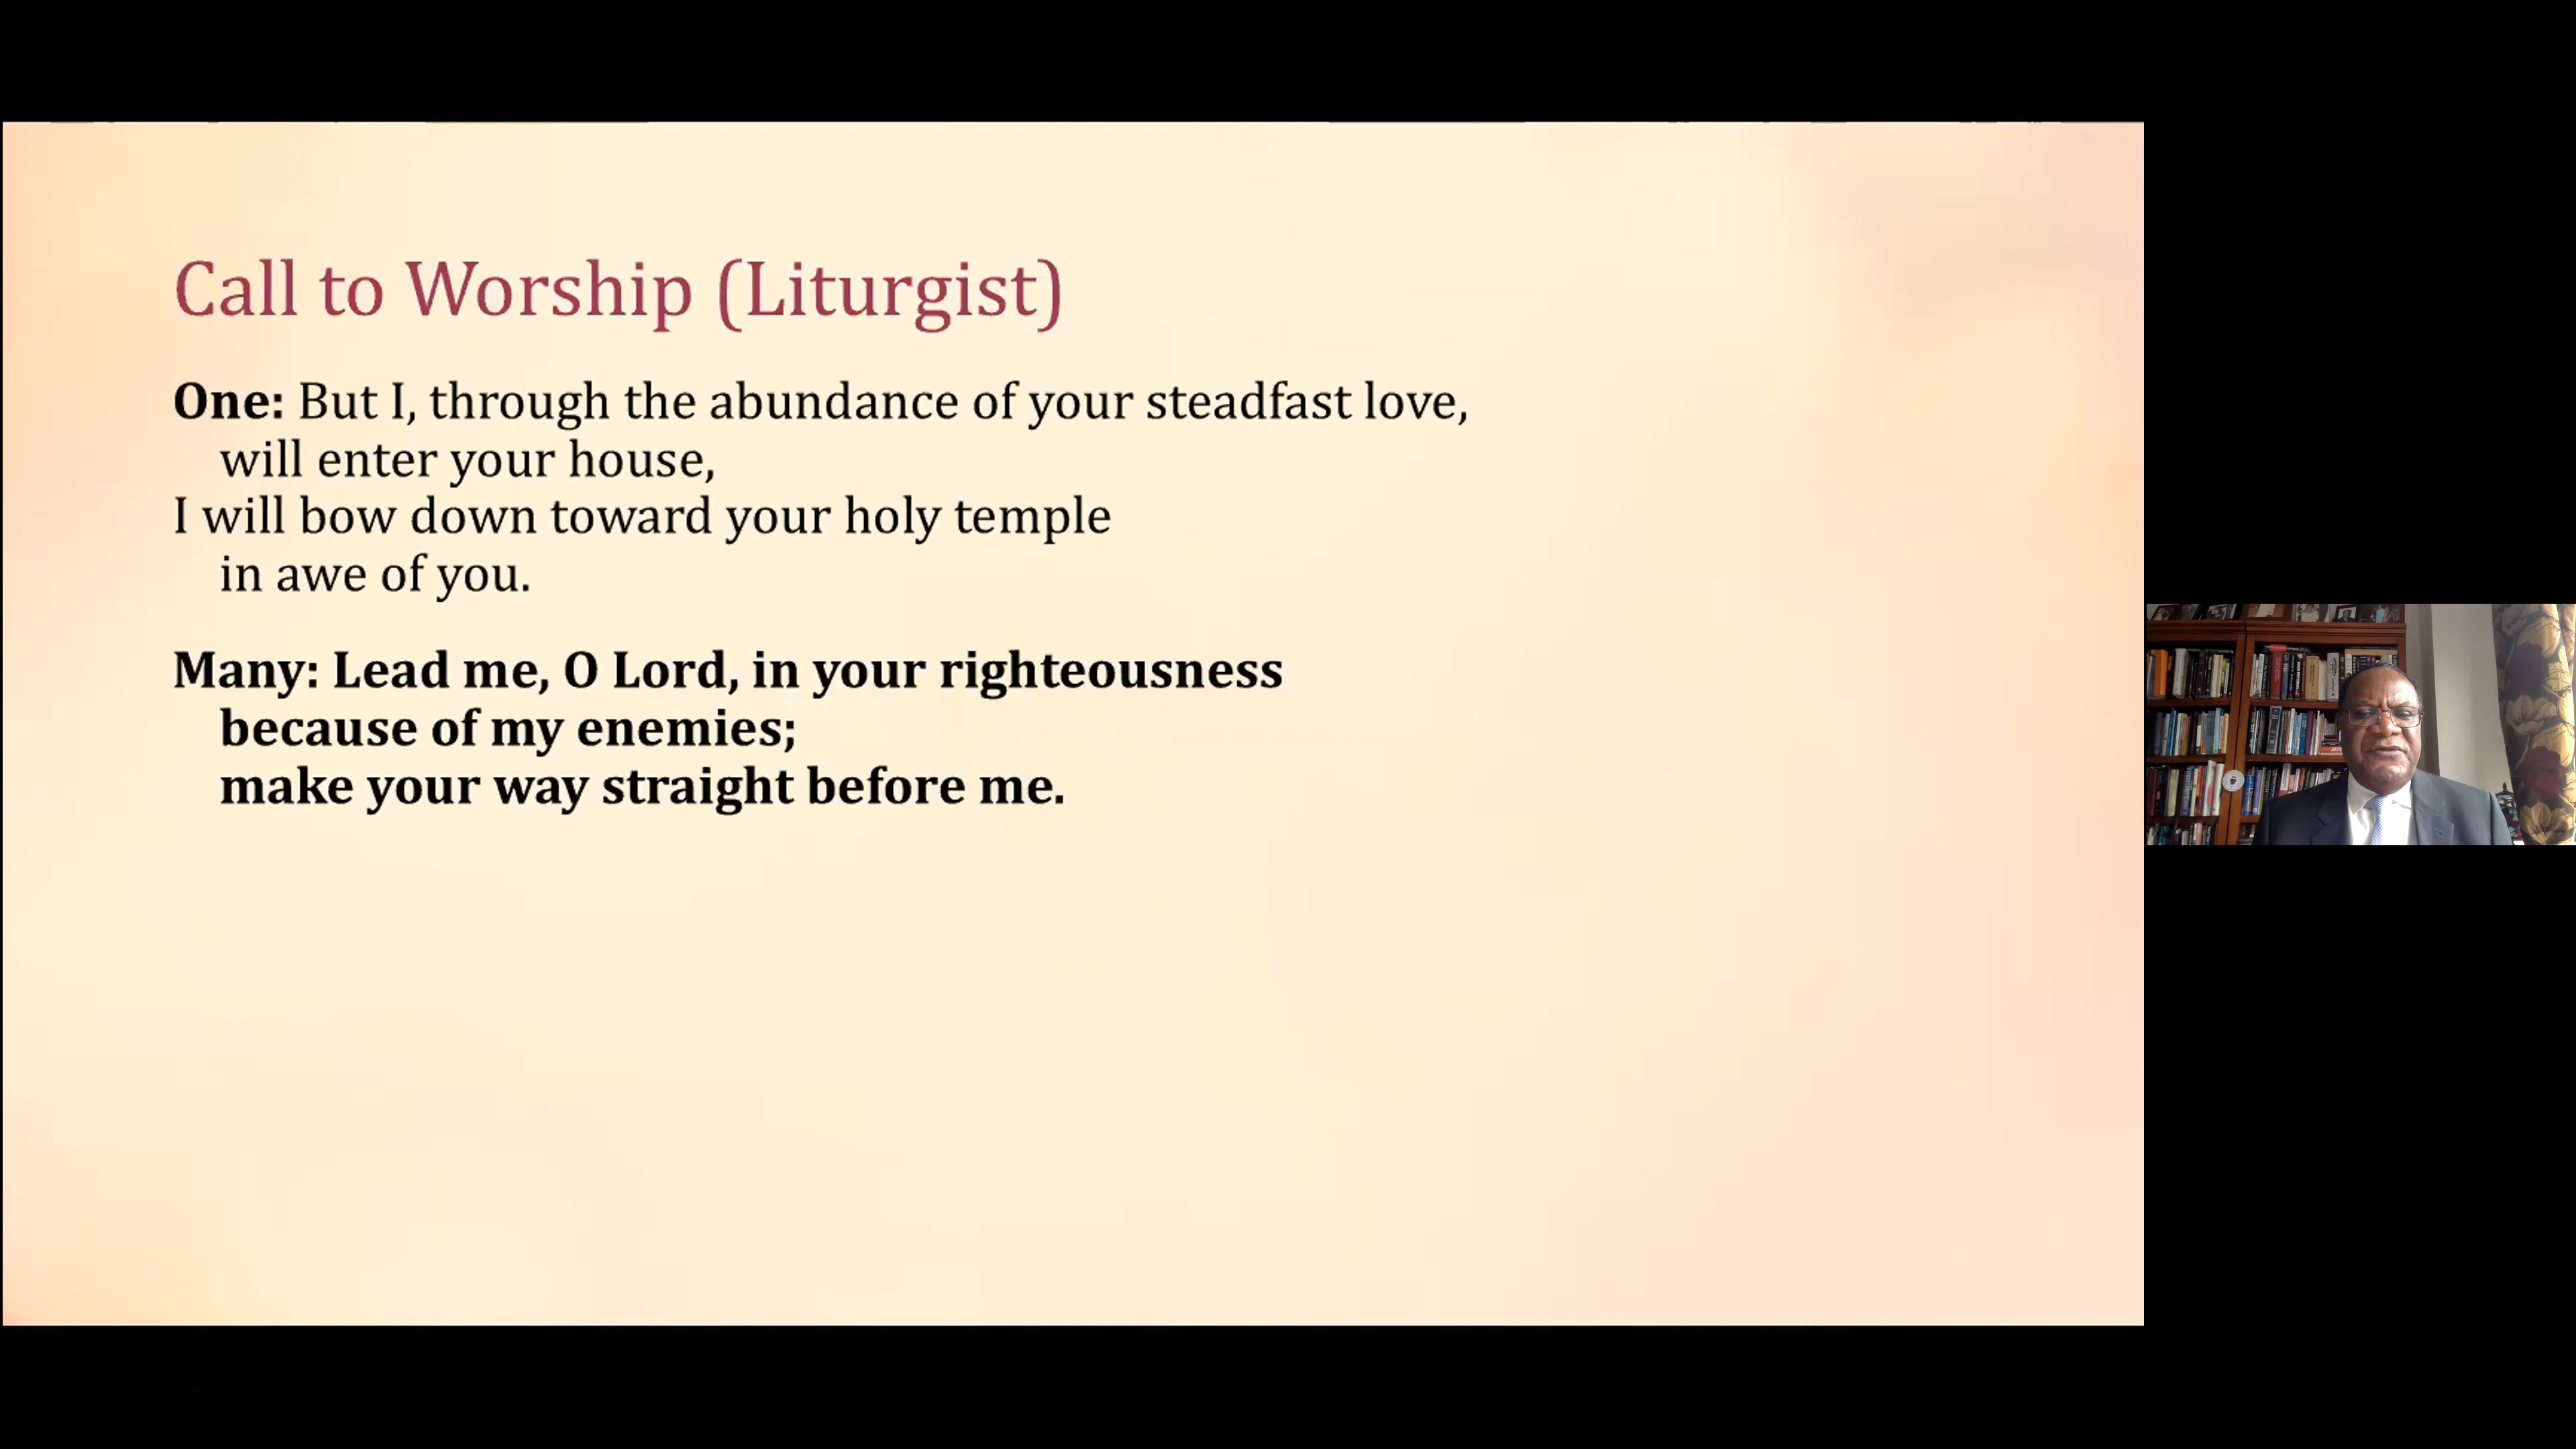 Call to Worship (Liturgist)
One: But I, through the abundance of your steadfast love,
will enter your house,
I will bow down toward your holy temple
in awe of you.
Many: Lead me, O Lord, in your righteousness
because of my enemies;
make your way straight before me.